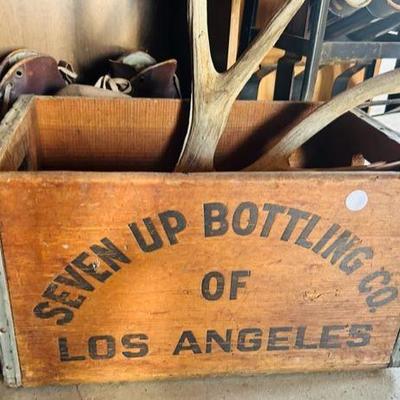 SEVEN UP BOTTLING CO.
OF
LOS ANGELES